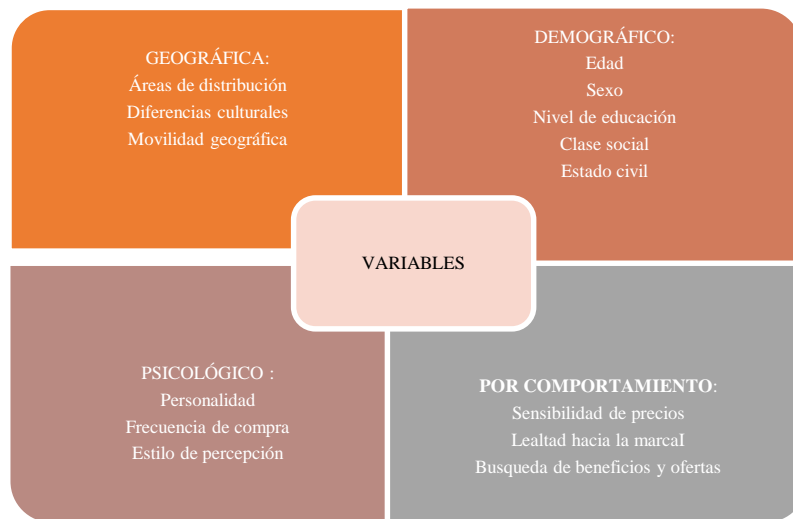 GEOGRÁFICA:
Áreas de distribución
Diferencias culturales
Movilidad geográfica
DEMOGRÁFICO:
Edad
Sexo
Nivel de educación
Clase social
Estado civil
VARIABLES
PSICOLÓGICO :
Personalidad
Frecuencia de compra
Estilo de percepción
POR COMPORTAMIENTO:
Sensibilidad de precios
Lealtad hacia la marcaI
Busqueda de beneficios y ofertas